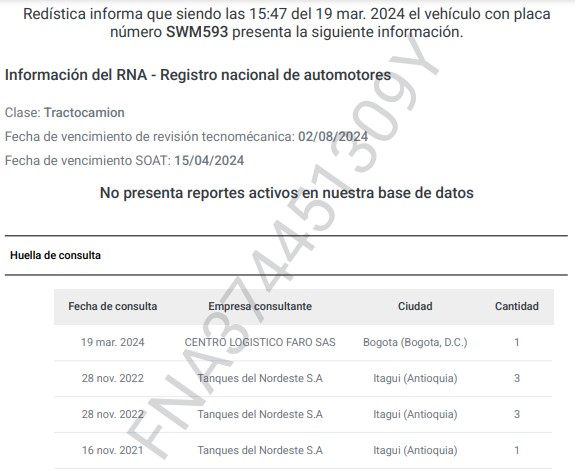 Redística informa que siendo las 15:47 del 19 mar. 2024 el vehículo con placa
número SWM593 presenta la siguiente información.
Información del RNA - Registro nacional de automotores
Clase: Tractocamion
Fecha de vencimiento de revisión tecnomécanica: 02/08/2024
Fecha de vencimiento SOAT: 15/04/2024
No presenta reportes activos en nuestra base de datos
Huella de consulta
Fecha de consulta Empresa consultante Ciudad Cantidad
19 mar. 2024 CENTRO LOGISTICO FARO SAS Bogota (Bogota, D.C.) 1
28 nov. 2022 Tanques del Nordeste S.A Itagui (Antioquia) 3
28 nov. 2022 Tanques del Nordeste S.A Itagui (Antioquia) 3
16 nov. 2021 Tanques del Nordeste S.A Itagui (Antioquia) 1
FNA374451309Y